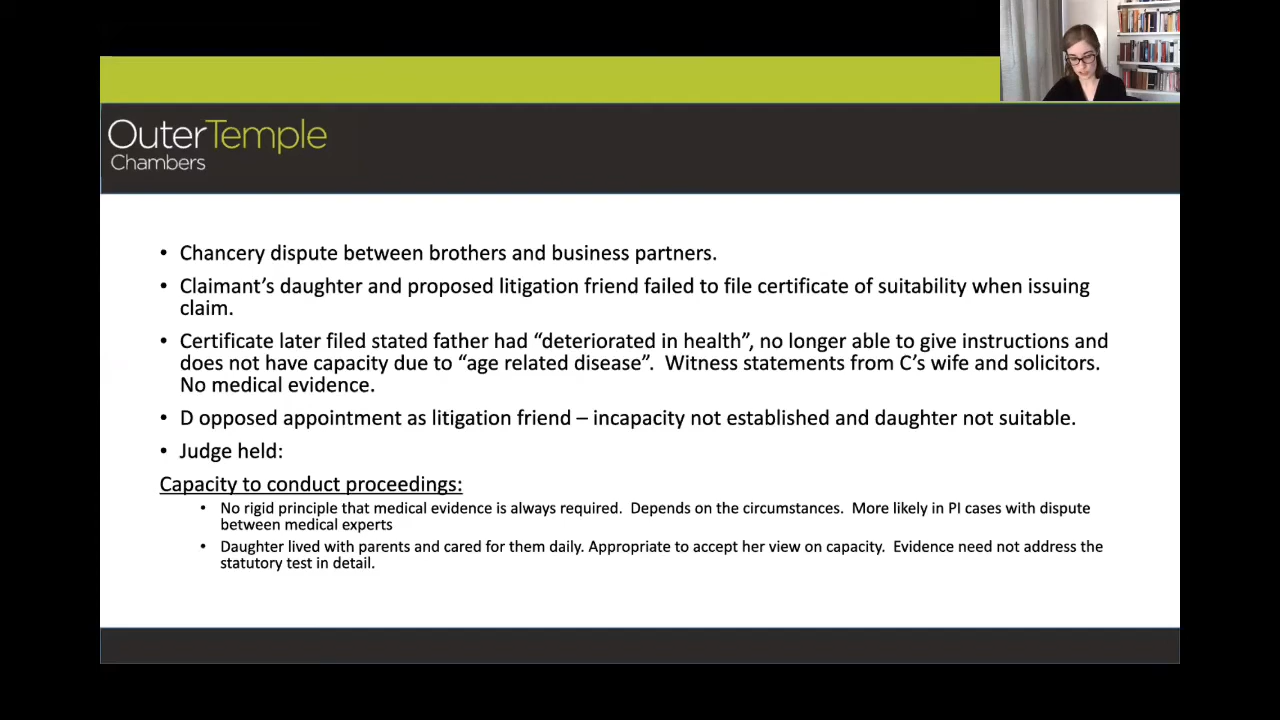 OuterTemple
Chambers
• Chancery dispute between brothers and business partners.
• Claimant's daughter and proposed litigation friend failed to file certificate of suitability when issuing
claim.
• Certificate later filed stated father had “deteriorated in health”, no longer able to give instructions and
does not have capacity due to “age related disease”.  Witness statements from C's wife and solicitors.
No medical evidence.
• D opposed appointment as litigation friend – incapacity not established and daughter not suitable.
• Judge held:
Capacity to conduct proceedings:
• No rigid principle that medical evidence is always required.  Depends on the circumstances.  More likely in PI cases with dispute
between medical experts
• Daughter lived with parents and cared for them daily. Appropriate to accept her view on capacity.  Evidence need not address the
statutory test in detail.